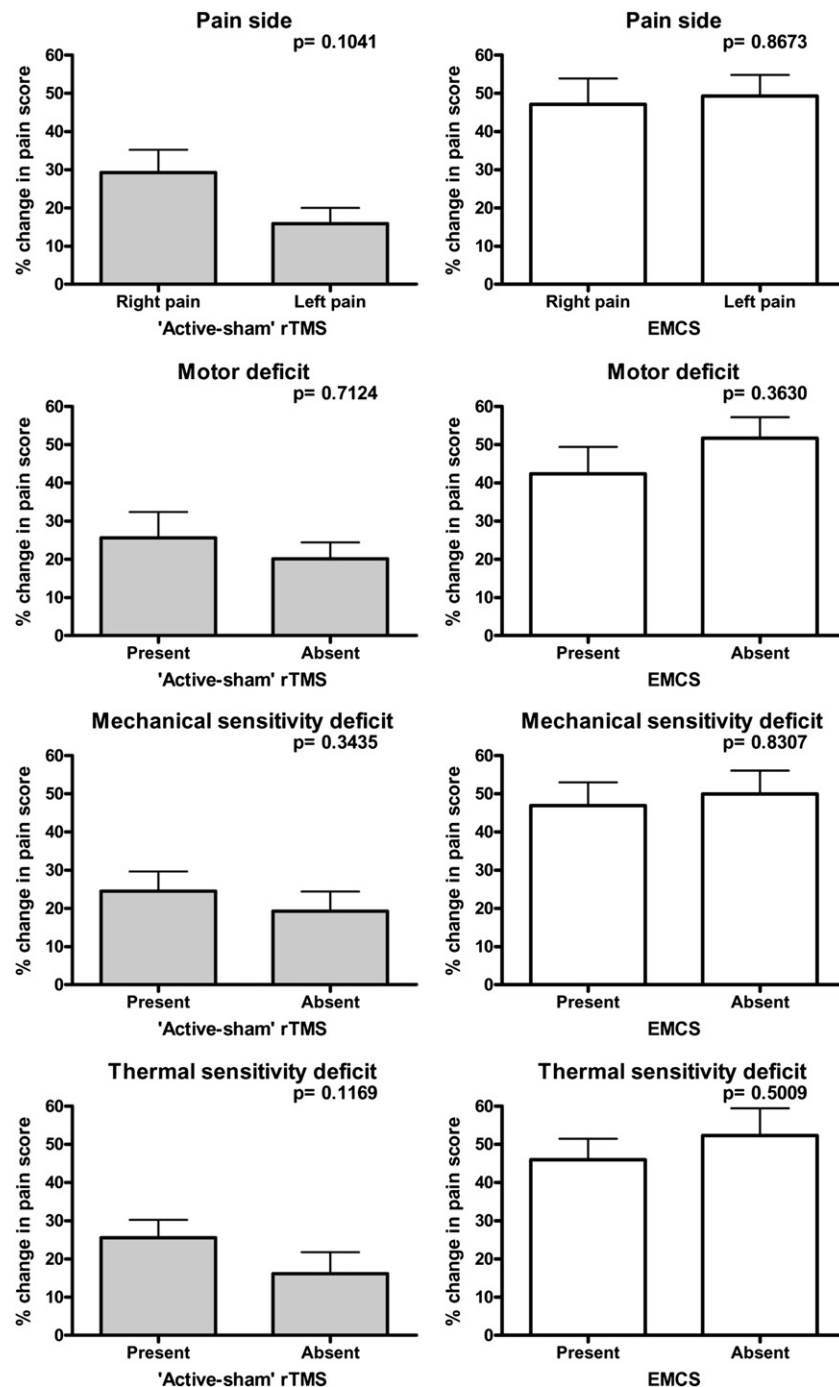 Pain side
p= 0.1041
% change in pain score
60
50
40
30
20
10
0
Right pain Left pain
'Active-sham' rTMS
Pain side
p= 0.8673
% change in pain score
60
50
40
30
20
10
0
Right pain Left pain
EMCS
Motor deficit
p= 0.7124
% change in pain score
60
50
40
30
20
10
0
Present Absent
'Active-sham' rTMS
Motor deficit
p= 0.3630
% change in pain score
60
50
40
30
20
10
0
Present Absent
EMCS
Mechanical sensitivity deficit
p= 0.3435
% change in pain score
60
50
40
30
20
10
0
Present Absent
'Active-sham' rTMS
Mechanical sensitivity deficit
p= 0.8307
% change in pain score
60
50
40
30
20
10
0
Present Absent
EMCS
Thermal sensitivity deficit
p= 0.1169
% change in pain score
60
50
40
30
20
10
0
Present Absent
'Active-sham' rTMS
Thermal sensitivity deficit
p= 0.5009
% change in pain score
60
50
40
30
20
10
0
Present Absent
EMCS